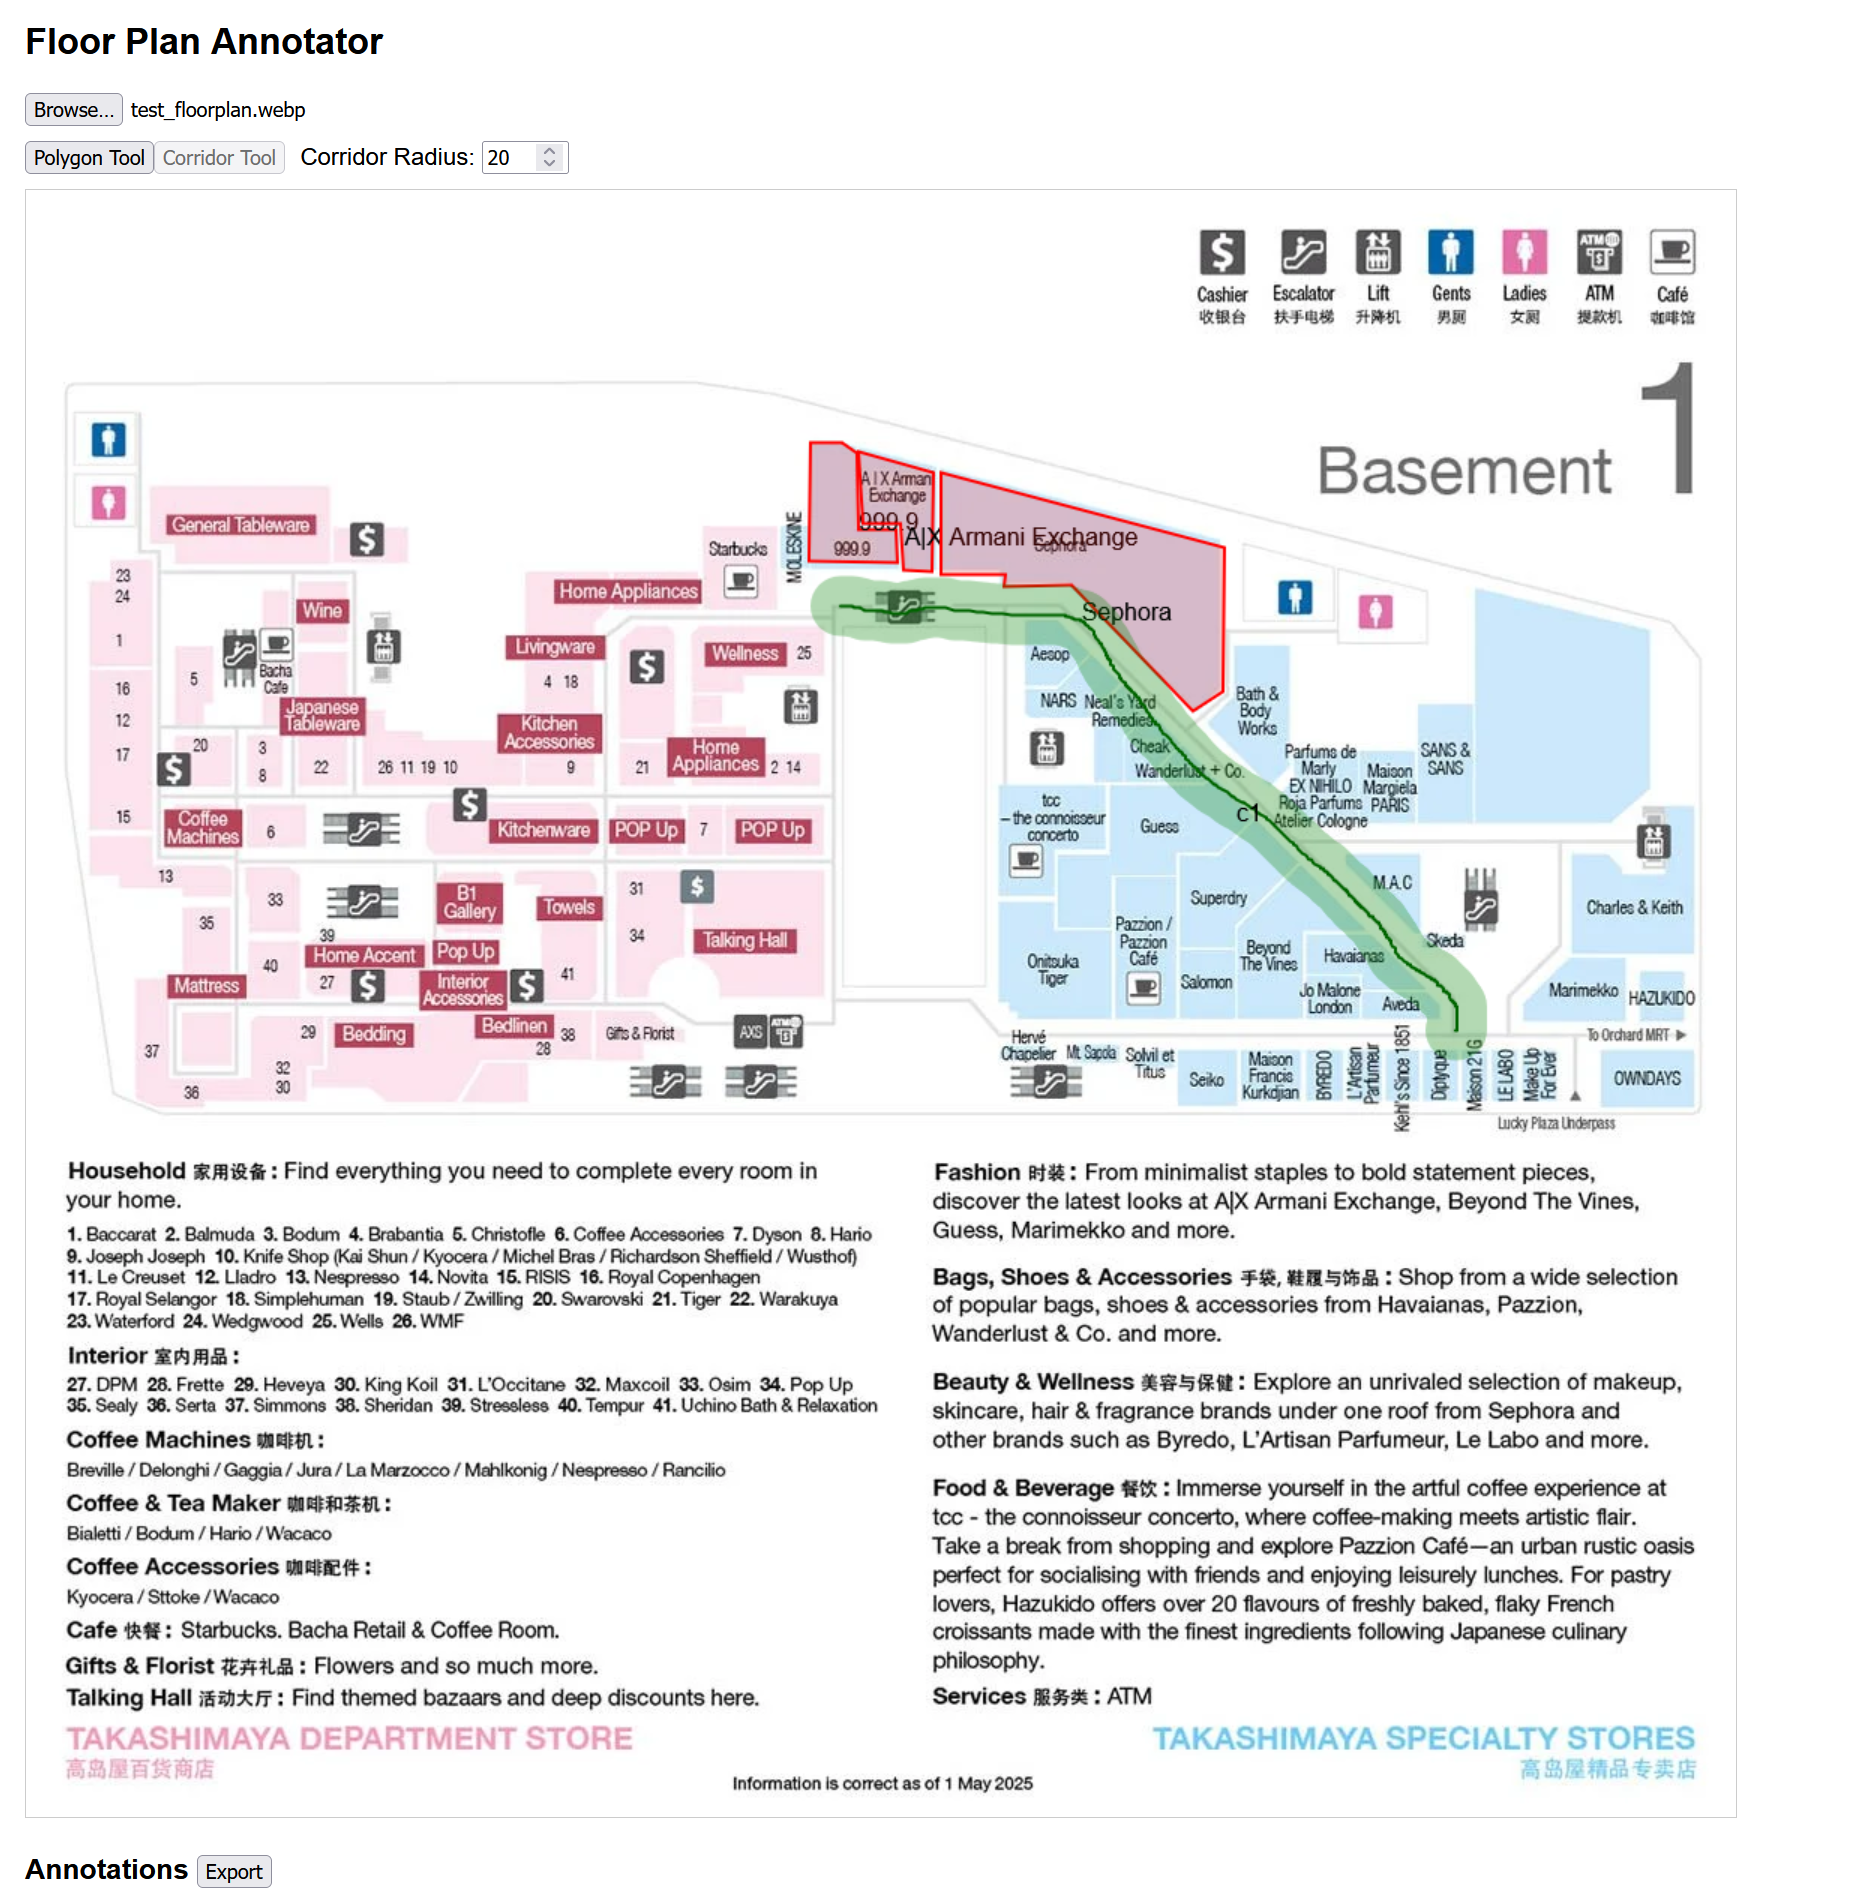 Floor Plan Annotator
Browse... test_floorplan.webp
Polygon Tool Corridor Tool Corridor Radius: 20
$ ATM $
Cashier Escalator Lift Gents Ladies ATM Café
收银台 扶手电梯 升降机 男厕 女厕 提款机 咖啡馆
Basement 1
A|X Arman
Exchange
999.9
A|X Armani Exchange
Sephora
999.9
MOLESKINE
Starbucks
Sephora
General Tableware
$
23
24
1
16
12
17
15
13
Wine
Bacha
Cafe
5
Japanese
Tableware
Home Appliances
Livingware
4 18
Kitchen
Accessories
9
$
Wellness 25
Home
Appliances 2 14
21
20
$
3
8
22
26 11 19 10
$
Coffee
Machines
6
Kitchenware
POP Up 7 POP Up
33
35
39
40
Home Accent
27 $
Mattress
B1
Gallery
Pop Up
Interior
Accessories $
Towels
41
31 $
34
Talking Hall
37
36
29
32
30
Bedding
Bedlinen 38
28
Gifts & Florist
AXS ATM $
Aesop
NARS
Neal's Yard
Remedies
Cheak
Wanderlust + Co.
tcc
– the connoisseur
concerto
Guess
c1
Bath &
Body
Works
Parfums de
Marly
EX NIHILO
Roja Parfums
Atelier Cologne
Maison
Margiela
PARIS
SANS &
SANS
Superdry
M.A.C
Charles & Keith
Pazzion /
Pazzion
Café
Onitsuka
Tiger
Salomon
Beyond
The Vines
Havaianas
Skeda
Jo Malone
London
Aveda
Marimekko
HAZUKIDO
To Orchard MRT
Hervé
Chapelier
Mt Sapola
Solvil et
Titus
Seiko
Maison
Francis
Kurkdjian
BYREDO
L'Artisan
Parfumeur
Kiehl's Since 1851
Diptyque
Maison 21G
LE LABO
Make Up
For Ever
OWNDAYS
Lucky Plaza Underpass
Household 家用设备 : Find everything you need to complete every room in
your home.
1. Baccarat 2. Balmuda 3. Bodum 4. Brabantia 5. Christofle 6. Coffee Accessories 7. Dyson 8. Hario
9. Joseph Joseph 10. Knife Shop (Kai Shun / Kyocera / Michel Bras / Richardson Sheffield / Wusthof)
11. Le Creuset 12. Lladro 13. Nespresso 14. Novita 15. RISIS 16. Royal Copenhagen
17. Royal Selangor 18. Simplehuman 19. Staub / Zwilling 20. Swarovski 21. Tiger 22. Warakuya
23. Waterford 24. Wedgwood 25. Wells 26. WMF
Interior 室内用品 :
27. DPM 28. Frette 29. Heveya 30. King Koil 31. L'Occitane 32. Maxcoil 33. Osim 34. Pop Up
35. Sealy 36. Serta 37. Simmons 38. Sheridan 39. Stressless 40. Tempur 41. Uchino Bath & Relaxation
Coffee Machines 咖啡机 :
Breville / Delonghi / Gaggia / Jura / La Marzocco / Mahlkonig / Nespresso / Rancilio
Coffee & Tea Maker 咖啡和茶机 :
Bialetti / Bodum / Hario / Wacaco
Coffee Accessories 咖啡配件 :
Kyocera / Sttoke / Wacaco
Cafe 快餐 : Starbucks. Bacha Retail & Coffee Room.
Gifts & Florist 花卉礼品 : Flowers and so much more.
Talking Hall 活动大厅 : Find themed bazaars and deep discounts here.
TAKASHIMAYA DEPARTMENT STORE
高岛屋百货商店
Fashion 时装 : From minimalist staples to bold statement pieces,
discover the latest looks at A|X Armani Exchange, Beyond The Vines,
Guess, Marimekko and more.
Bags, Shoes & Accessories 手袋, 鞋履与饰品 : Shop from a wide selection
of popular bags, shoes & accessories from Havaianas, Pazzion,
Wanderlust & Co. and more.
Beauty & Wellness 美容与保健 : Explore an unrivaled selection of makeup,
skincare, hair & fragrance brands under one roof from Sephora and
other brands such as Byredo, L'Artisan Parfumeur, Le Labo and more.
Food & Beverage 餐饮 : Immerse yourself in the artful coffee experience at
tcc - the connoisseur concerto, where coffee-making meets artistic flair.
Take a break from shopping and explore Pazzion Café—an urban rustic oasis
perfect for socialising with friends and enjoying leisurely lunches. For pastry
lovers, Hazukido offers over 20 flavours of freshly baked, flaky French
croissants made with the finest ingredients following Japanese culinary
philosophy.
Services 服务类 : ATM
TAKASHIMAYA SPECIALTY STORES
高岛屋精品专卖店
Information is correct as of 1 May 2025
Annotations Export